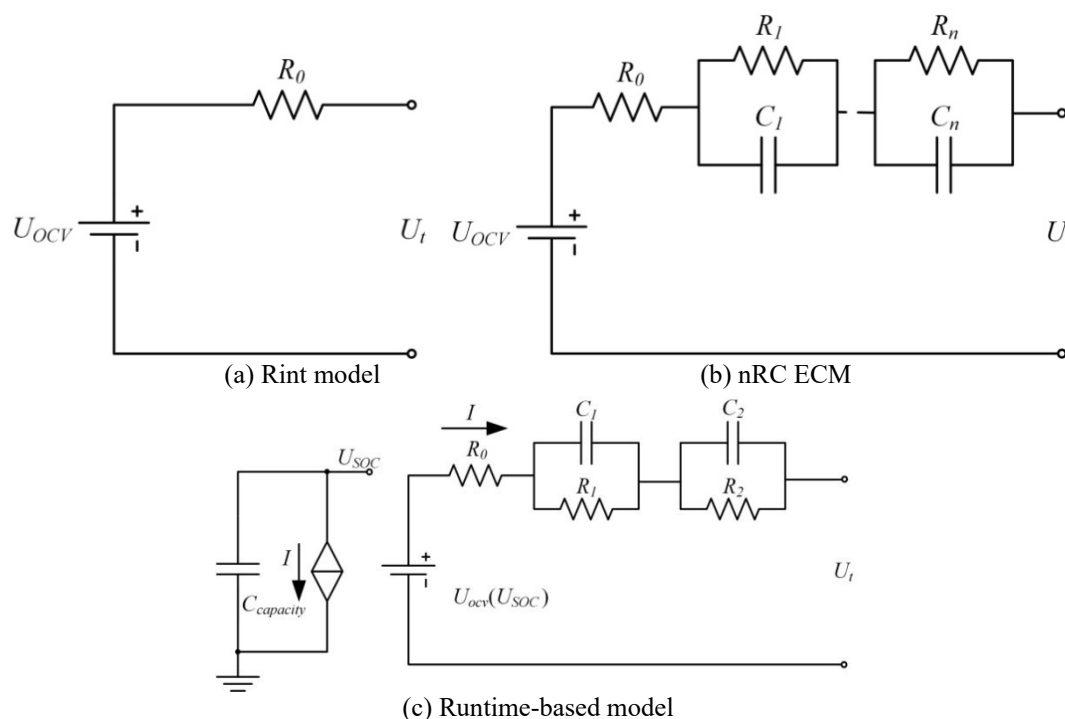 R0
UOCV
+
-
Ut
(a) Rint model
R1
Rn
R0
C1
Cn
UOCV
+
-
U
(b) nRC ECM
I
C1
C2
USOC
R0
R1
R2
I
Ccapacity
+
-
Uocv(USOC)
Ut
(c) Runtime-based model